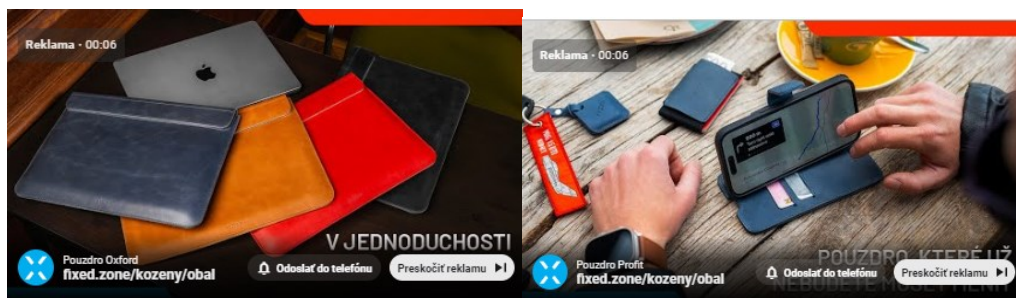 Reklama · 00:06
V JEDNODUCHOSTI
Pouzdro Oxford
fixed.zone/kozeny/obal
Odoslať do telefónu
Preskočiť reklamu
Reklama · 00:06
POUZDRO, KTERÉ UŽ
NEBUDETE
Pouzdro Profit
fixed.zone/kozeny/obal
Odoslať do telefónu
Preskočiť reklamu